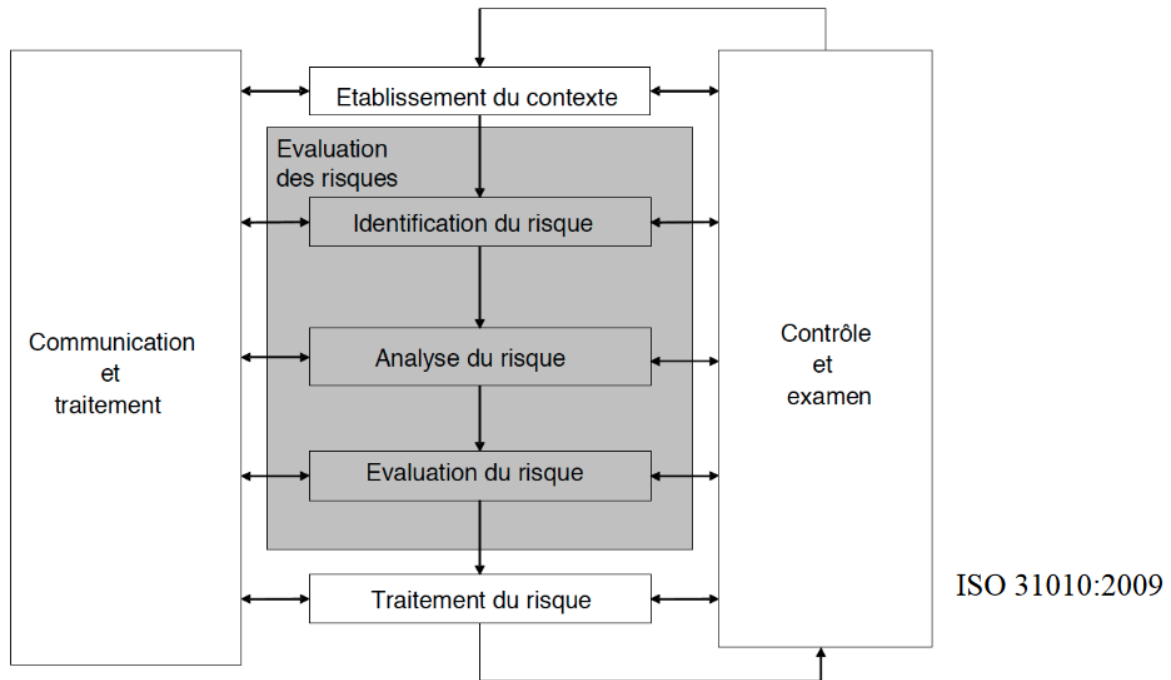 Etablissement du contexte
Evaluation
des risques
Identification du risque
Communication
et
traitement
Analyse du risque
Contrôle
et
examen
Evaluation du risque
Traitement du risque
ISO 31010:2009